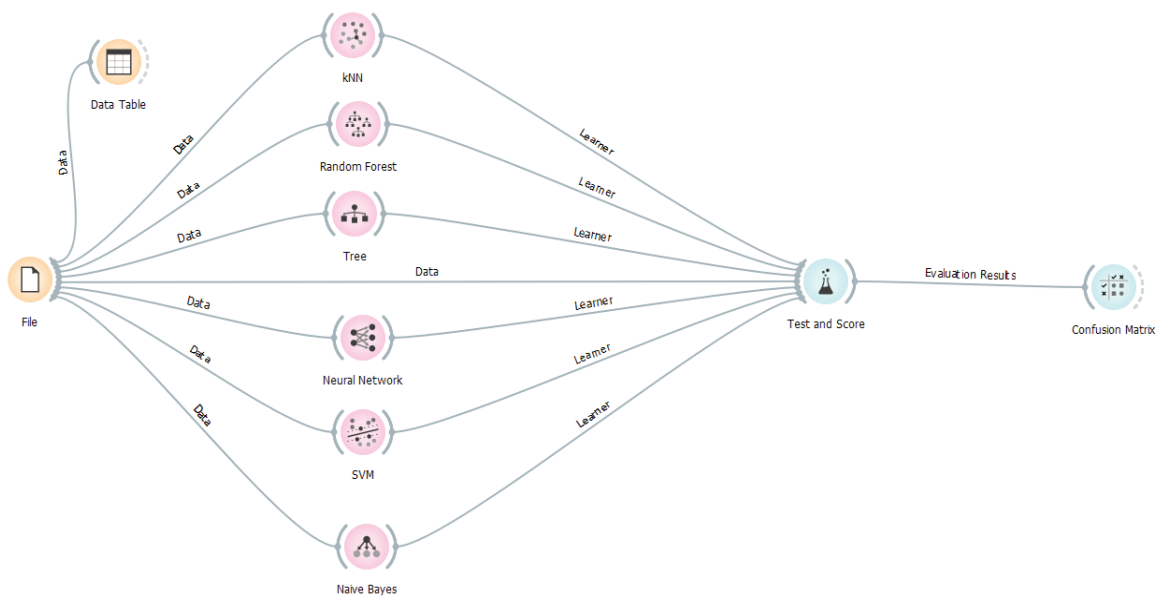 kNN
Data Table
Learner
Data
Data
Random Forest
Data
Learner
Data
Learner
Tree
Data
Evaluation Results
File
Data
Learner
Test and Score
Confusion Matrix
Data
Neural Network
Learner
Data
Learner
SVM
Naive Bayes